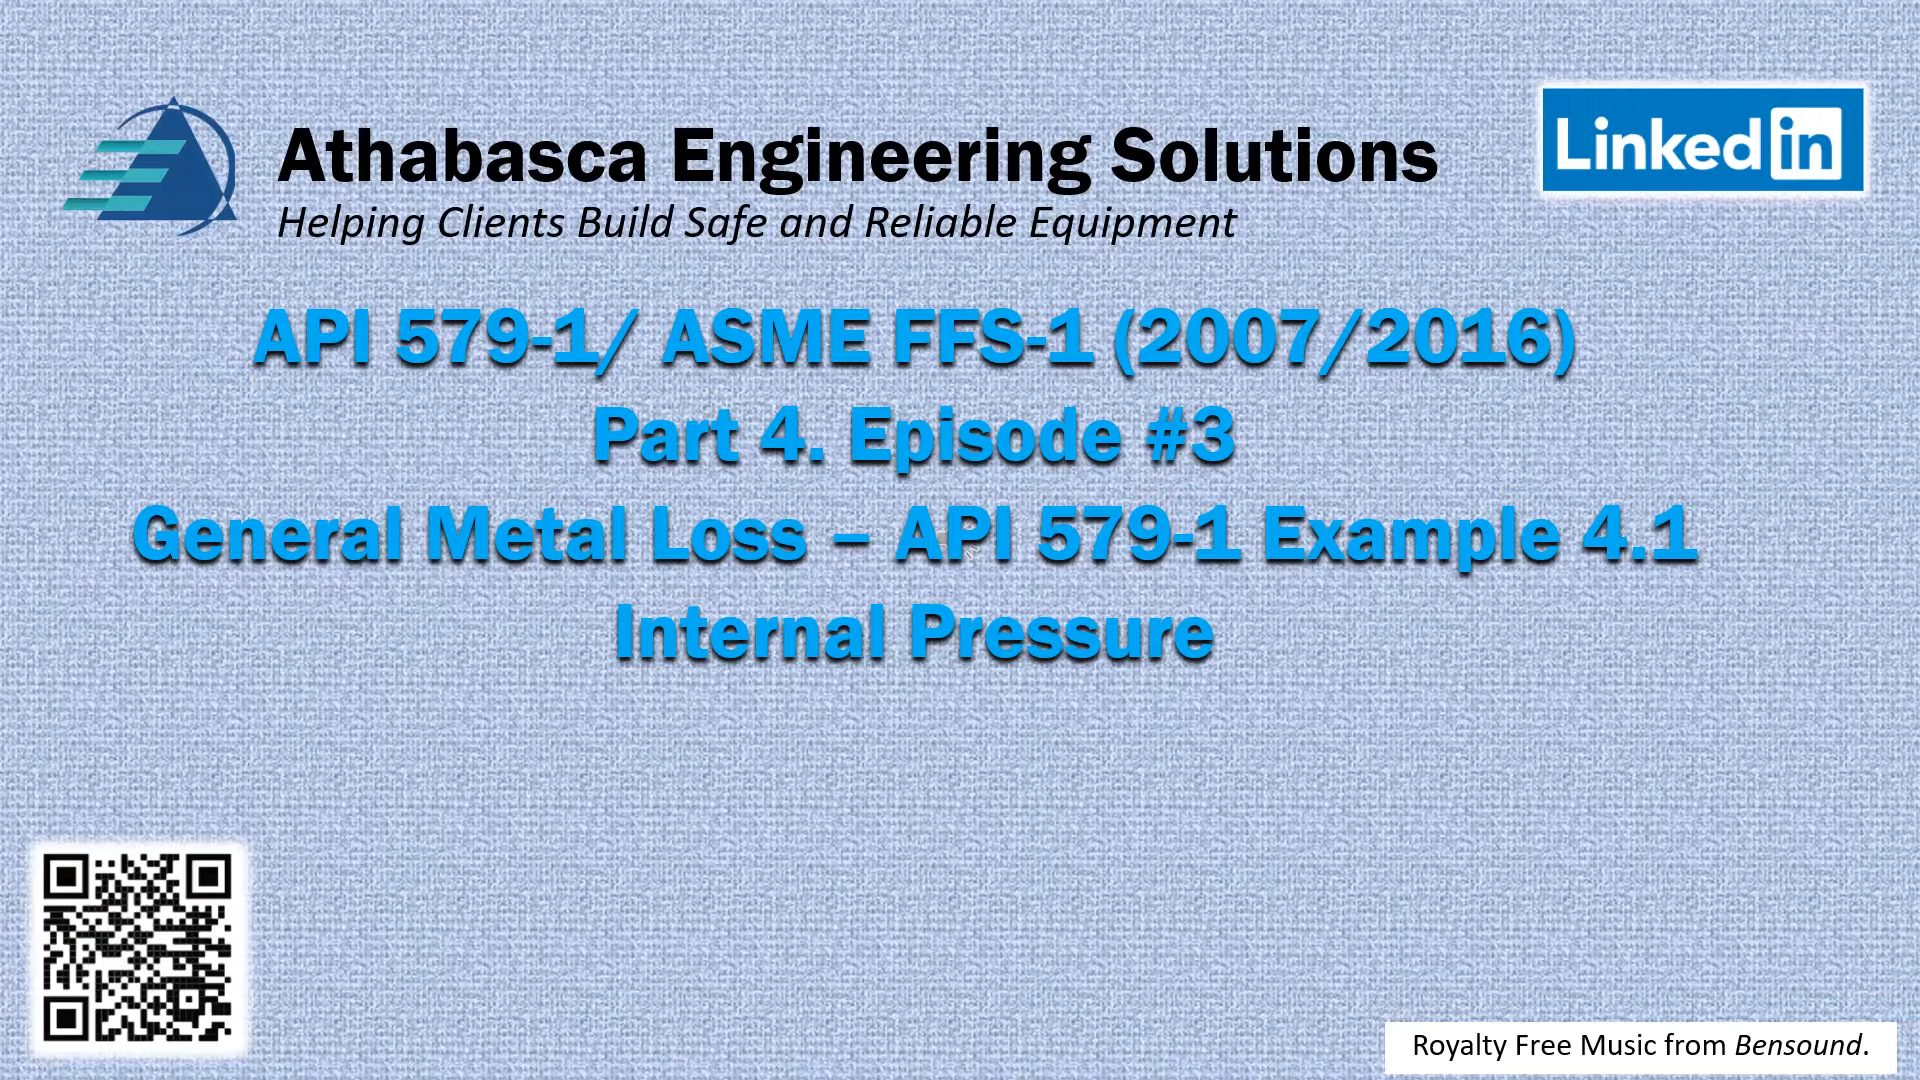 Athabasca Engineering Solutions
Linked in
Helping Clients Build Safe and Reliable Equipment
API 579-1/ ASME FFS-1 (2007/2016)
Part 4. Episode #3
General Metal Loss – API 579-1 Example 4.1
Internal Pressure
Royalty Free Music from Bensound.